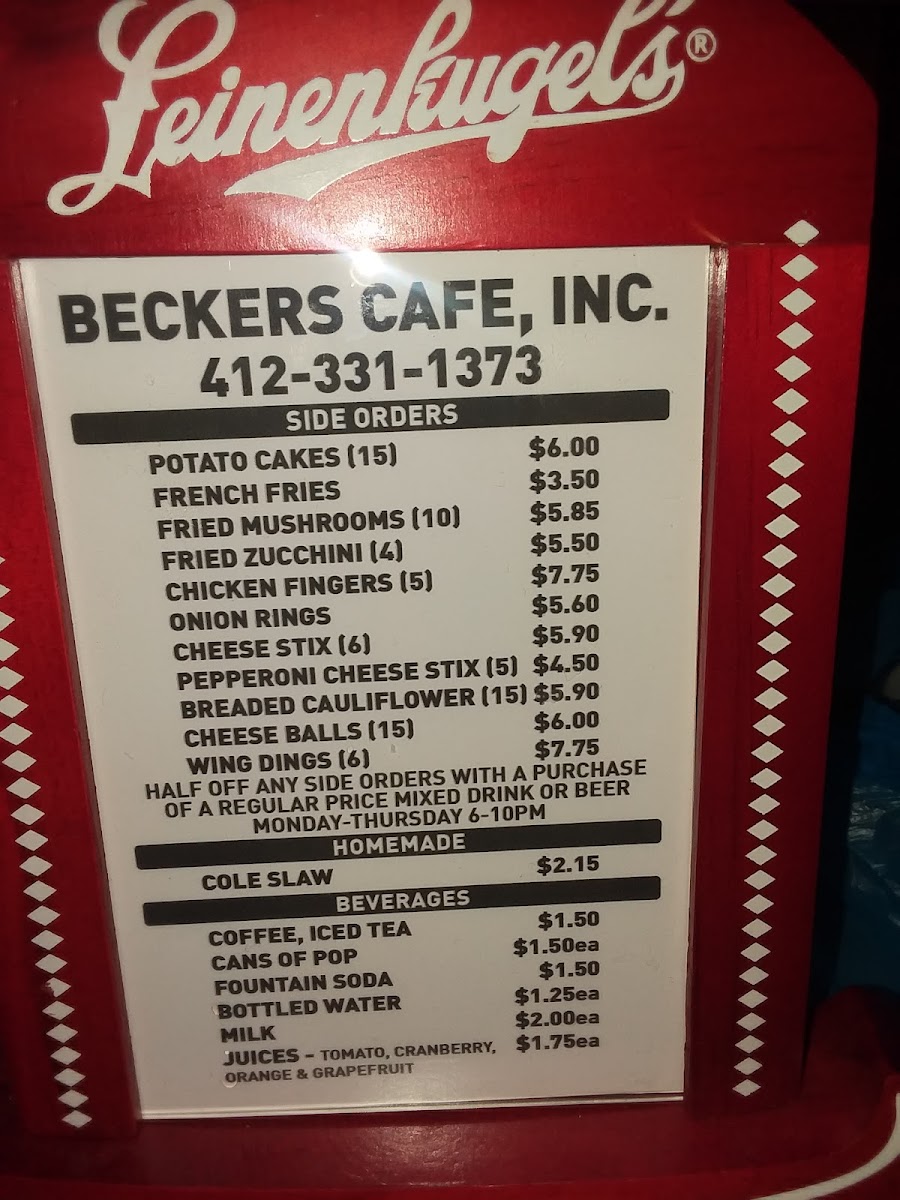 Leinenkugel's®
BECKERS CAFE, INC.
412-331-1373
SIDE ORDERS
POTATO CAKES (15) $6.00
FRENCH FRIES $3.50
FRIED MUSHROOMS (10) $5.85
FRIED ZUCCHINI (4) $5.50
CHICKEN FINGERS (5) $7.75
ONION RINGS $5.60
CHEESE STIX (6) $5.90
PEPPERONI CHEESE STIX (5) $4.50
BREADED CAULIFLOWER (15) $5.90
CHEESE BALLS (15) $6.00
WING DINGS (6) $7.75
HALF OFF ANY SIDE ORDERS WITH A PURCHASE
OF A REGULAR PRICE MIXED DRINK OR BEER
MONDAY-THURSDAY 6-10PM
HOMEMADE
COLE SLAW $2.15
BEVERAGES
COFFEE, ICED TEA $1.50
CANS OF POP $1.50ea
FOUNTAIN SODA $1.50
BOTTLED WATER $1.25ea
MILK $2.00ea
JUICES - TOMATO, CRANBERRY, $1.75ea
ORANGE & GRAPEFRUIT